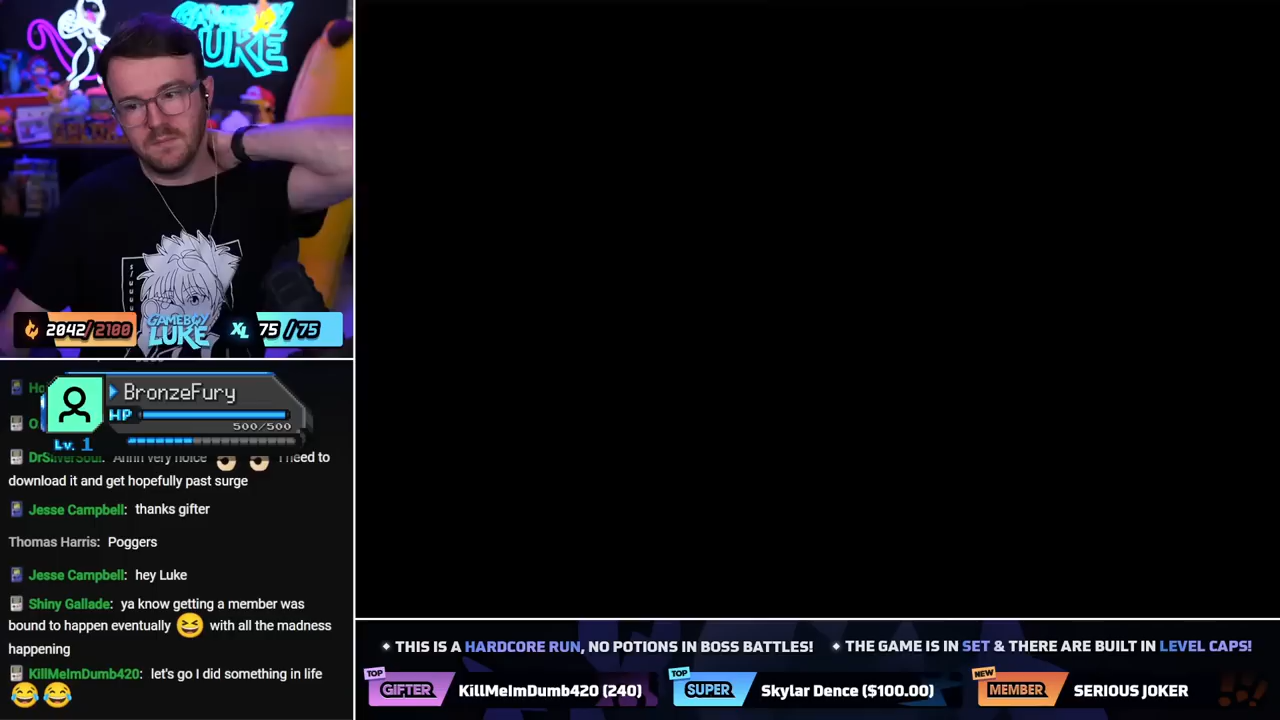 GAMEBOY
LUKE
2042/2100
GAMEBOY
LUKE
XL 75 /75
BronzeFury
HP
500/500
Lv. 1
DrSilverSoul: Ahhh very noice I need to
download it and get hopefully past surge
Jesse Campbell: thanks gifter
Thomas Harris: Poggers
Jesse Campbell: hey Luke
Shiny Gallade: ya know getting a member was
bound to happen eventually 😆 with all the madness
happening
KillMeImDumb420: let's go I did something in life
😂😂
THIS IS A HARDCORE RUN, NO POTIONS IN BOSS BATTLES! THE GAME IS IN SET & THERE ARE BUILT IN LEVEL CAPS!
TOP GIFTER KillMeImDumb420 (240) TOP SUPER Skylar Dence ($100.00) NEW MEMBER SERIOUS JOKER